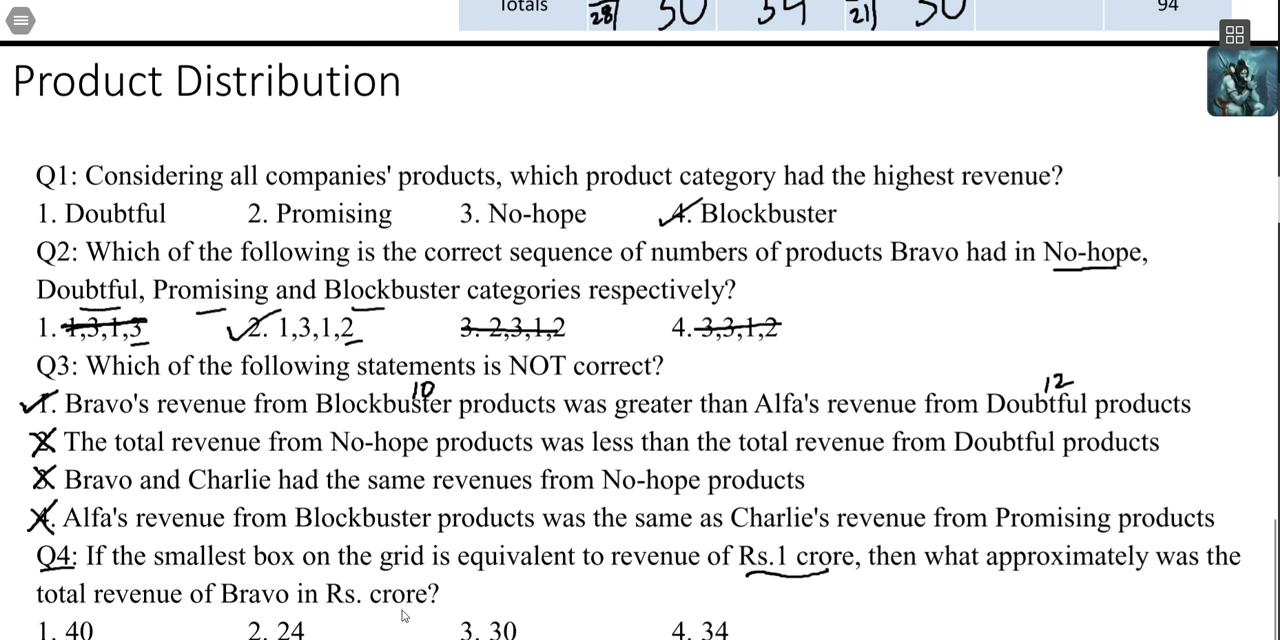 Totals 28 50 34 21 30 94
Product Distribution
Q1: Considering all companies' products, which product category had the highest revenue?
1. Doubtful 2. Promising 3. No-hope 4. Blockbuster
Q2: Which of the following is the correct sequence of numbers of products Bravo had in No-hope,
Doubtful, Promising and Blockbuster categories respectively?
1. 1,3,1,3 2. 1,3,1,2 3. 2,3,1,2 4. 3,3,1,2
Q3: Which of the following statements is NOT correct?
10 12
1. Bravo's revenue from Blockbuster products was greater than Alfa's revenue from Doubtful products
2. The total revenue from No-hope products was less than the total revenue from Doubtful products
3. Bravo and Charlie had the same revenues from No-hope products
4. Alfa's revenue from Blockbuster products was the same as Charlie's revenue from Promising products
Q4: If the smallest box on the grid is equivalent to revenue of Rs.1 crore, then what approximately was the
total revenue of Bravo in Rs. crore?
1. 40 2. 24 3. 30 4. 34